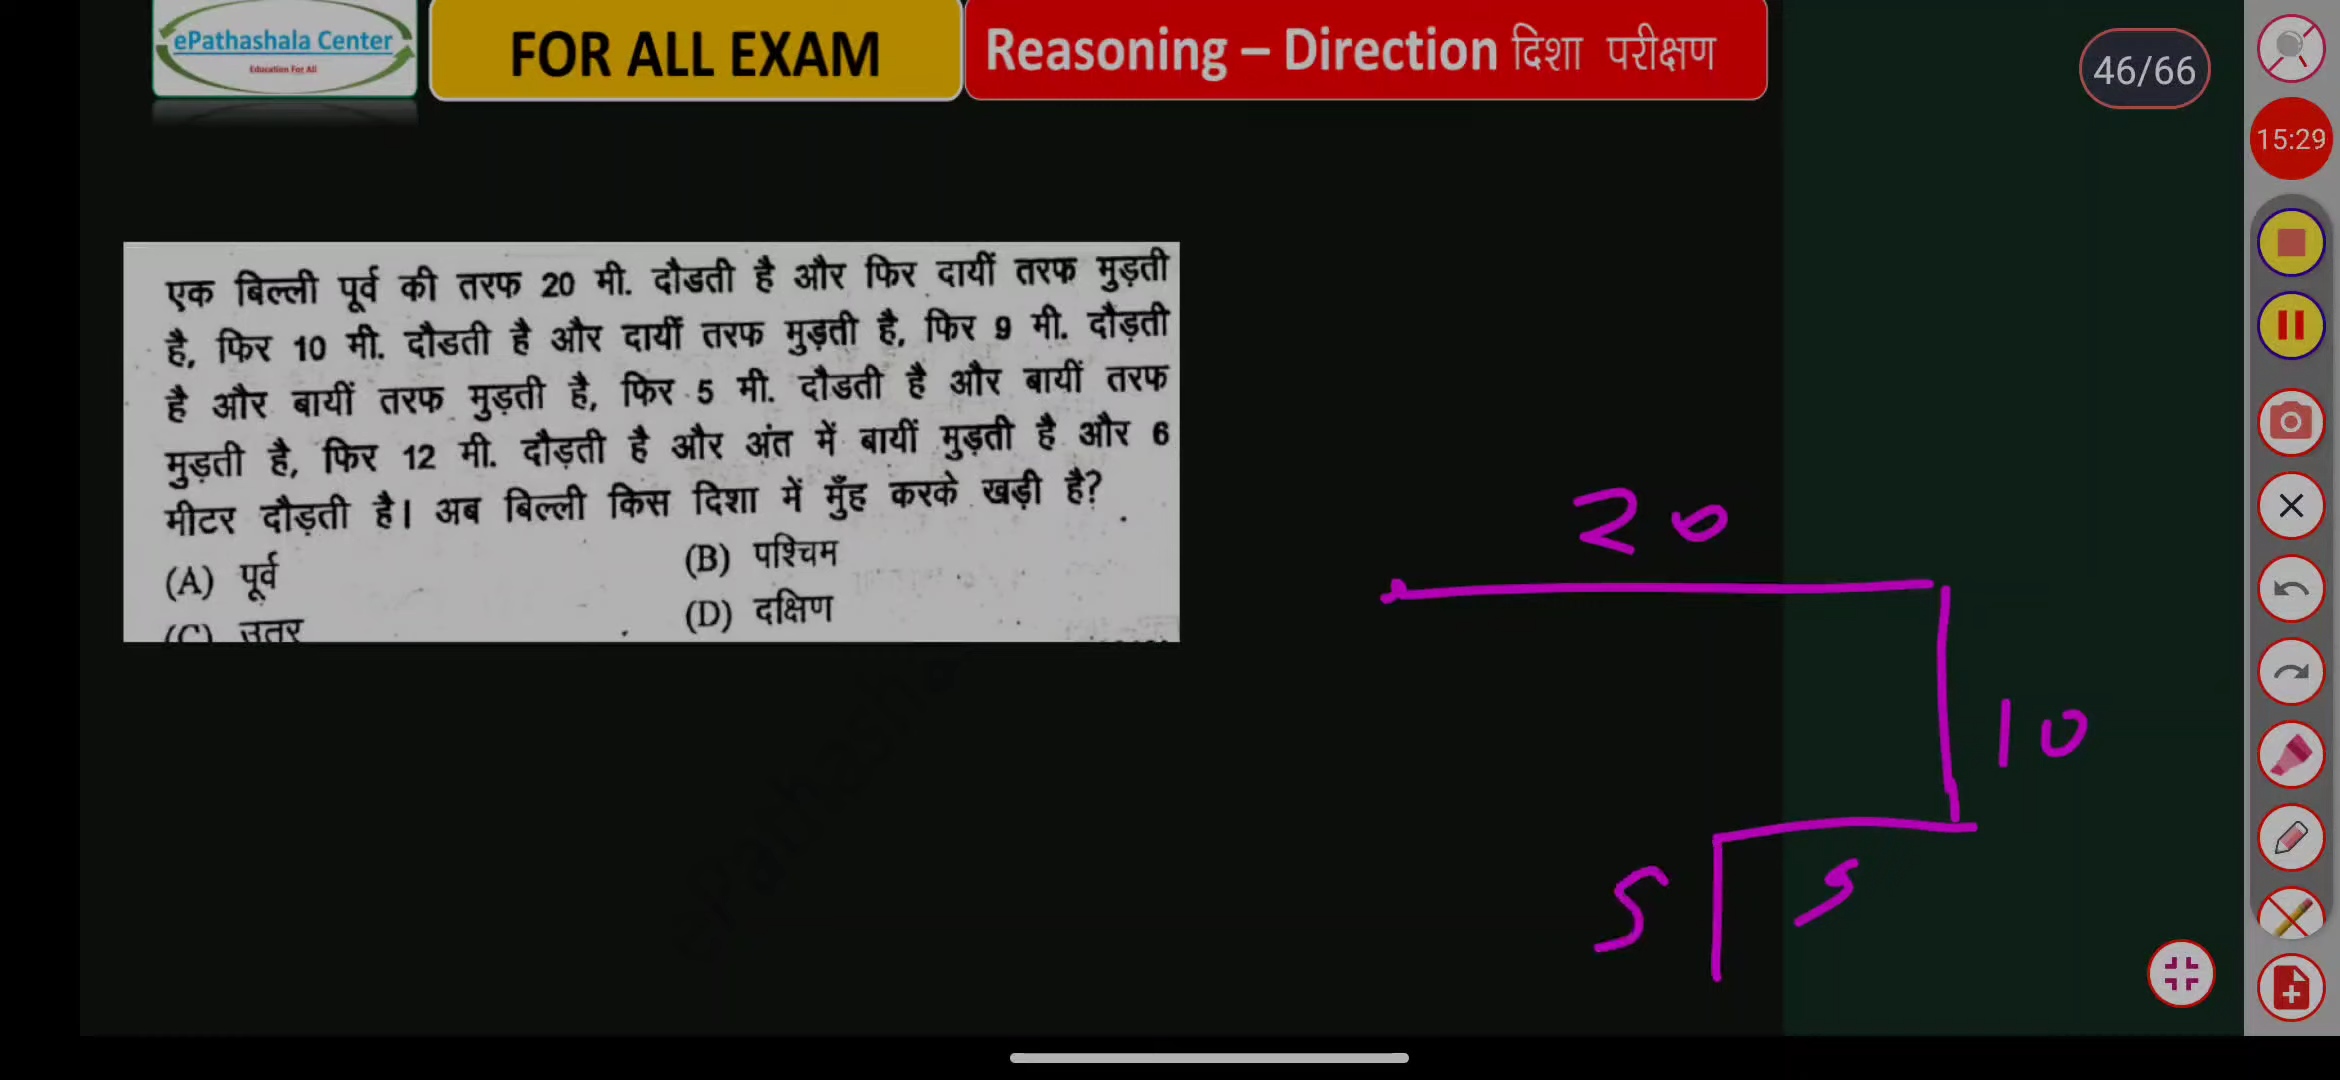 ePathashala Center
Education For All
FOR ALL EXAM
Reasoning – Direction दिशा परीक्षण
46/66
15:29
एक बिल्ली पूर्व की तरफ 20 मी. दौडती है और फिर दायीं तरफ मुड़ती
है, फिर 10 मी. दौडती है और दायीं तरफ मुड़ती है, फिर 9 मी. दौड़ती
है और बायीं तरफ मुड़ती है, फिर 5 मी. दौडती है और बायीं तरफ
मुड़ती है, फिर 12 मी. दौड़ती है और अंत में बायीं मुड़ती है और 6
मीटर दौड़ती है। अब बिल्ली किस दिशा में मुँह करके खड़ी है?
(A) पूर्व
(B) पश्चिम
(C) उतर
(D) दक्षिण
20
10
5
5